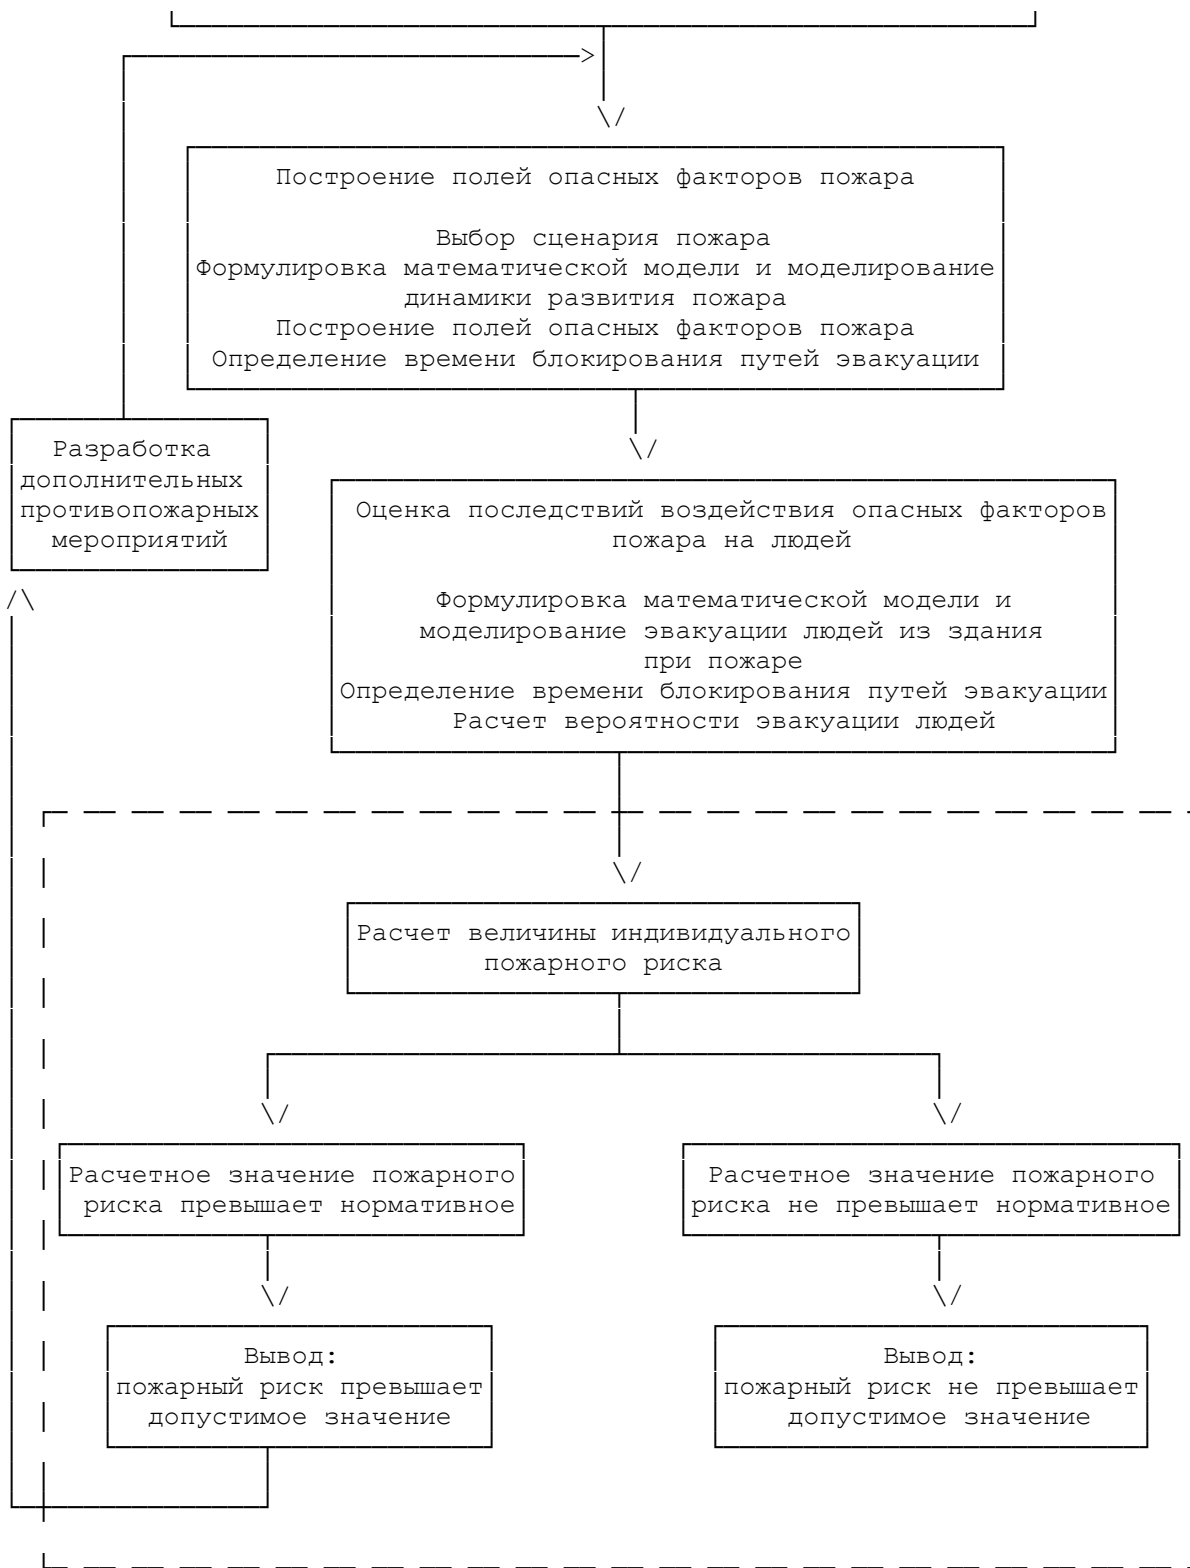 Построение полей опасных факторов пожара
Выбор сценария пожара
Формулировка математической модели и моделирование
динамики развития пожара
Построение полей опасных факторов пожара
Определение времени блокирования путей эвакуации
Разработка
дополнительных
противопожарных
мероприятий
Оценка последствий воздействия опасных факторов
пожара на людей
Формулировка математической модели и
моделирование эвакуации людей из здания
при пожаре
Определение времени блокирования путей эвакуации
Расчет вероятности эвакуации людей
Расчет величины индивидуального
пожарного риска
Расчетное значение пожарного
риска превышает нормативное
Расчетное значение пожарного
риска не превышает нормативное
Вывод:
пожарный риск превышает
допустимое значение
Вывод:
пожарный риск не превышает
допустимое значение